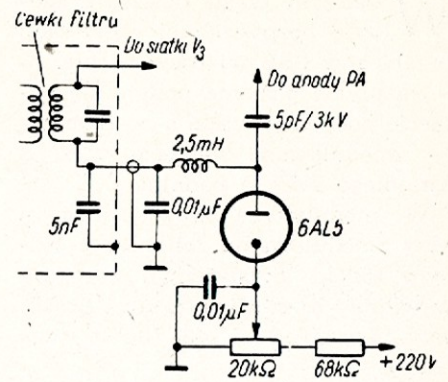 Cewki filtru
Do siatki V3
Do anody PA
5pF/3kV
2,5mH
5nF
0,01μF
6AL5
0,01μF
20kΩ
68kΩ
+220V